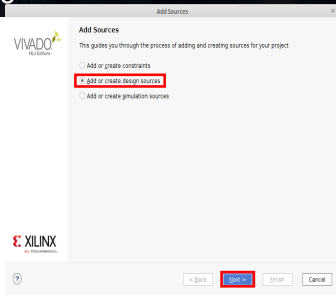 Add Sources
VIVADO
HLx Editions
Add Sources
This guides you through the process of adding and creating sources for your project
Add or create constraints
Add or create design sources
Add or create simulation sources
XILINX
ALL PROGRAMMABLE.
?
< Back
Next >
Finish
Cancel